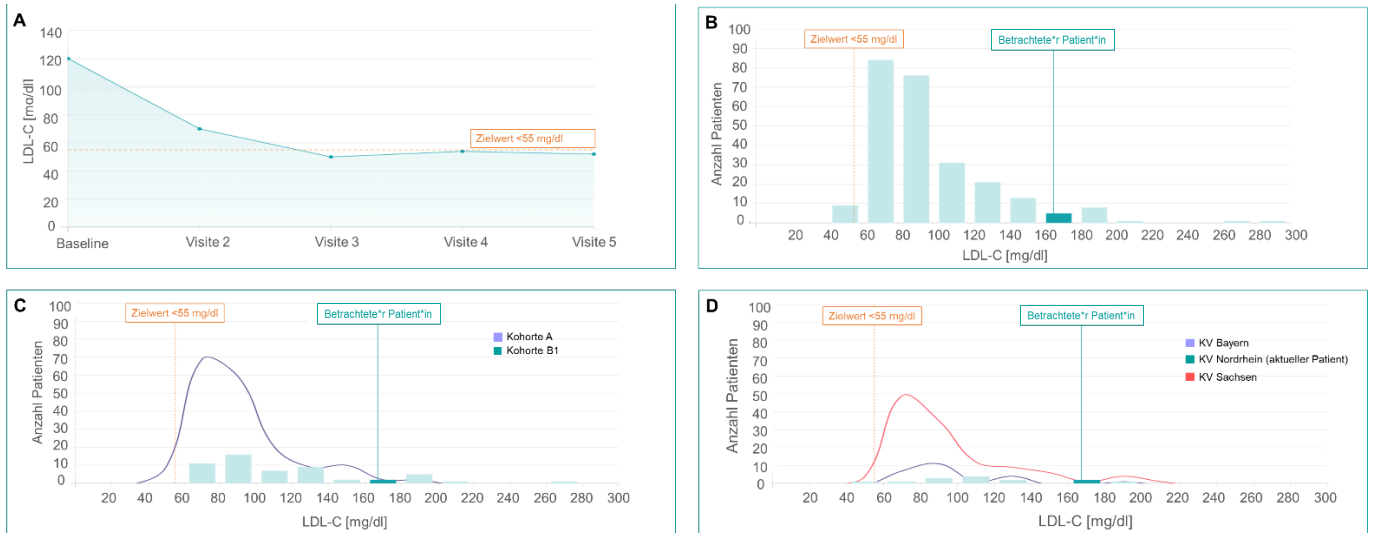 A
140
120
100
80
60
40
20
0
LDL-C [mg/dl]
Zielwert <55 mg/dl
Baseline
Visite 2
Visite 3
Visite 4
Visite 5
B
Zielwert <55 mg/dl
Betrachtete*r Patient*in
100
90
80
70
60
50
40
30
20
10
0
Anzahl Patienten
20 40 60 80 100 120 140 160 180 200 220 240 260 280 300
LDL-C [mg/dl]
C
Zielwert <55 mg/dl
Betrachtete*r Patient*in
Kohorte A
Kohorte B1
100
90
80
70
60
50
40
30
20
10
0
Anzahl Patienten
20 40 60 80 100 120 140 160 180 200 220 240 260 280 300
LDL-C [mg/dl]
D
Zielwert <55 mg/dl
Betrachtete*r Patient*in
KV Bayern
KV Nordrhein (aktueller Patient)
KV Sachsen
100
90
80
70
60
50
40
30
20
10
0
Anzahl Patienten
20 40 60 80 100 120 140 160 180 200 220 240 260 280 300
LDL-C [mg/dl]